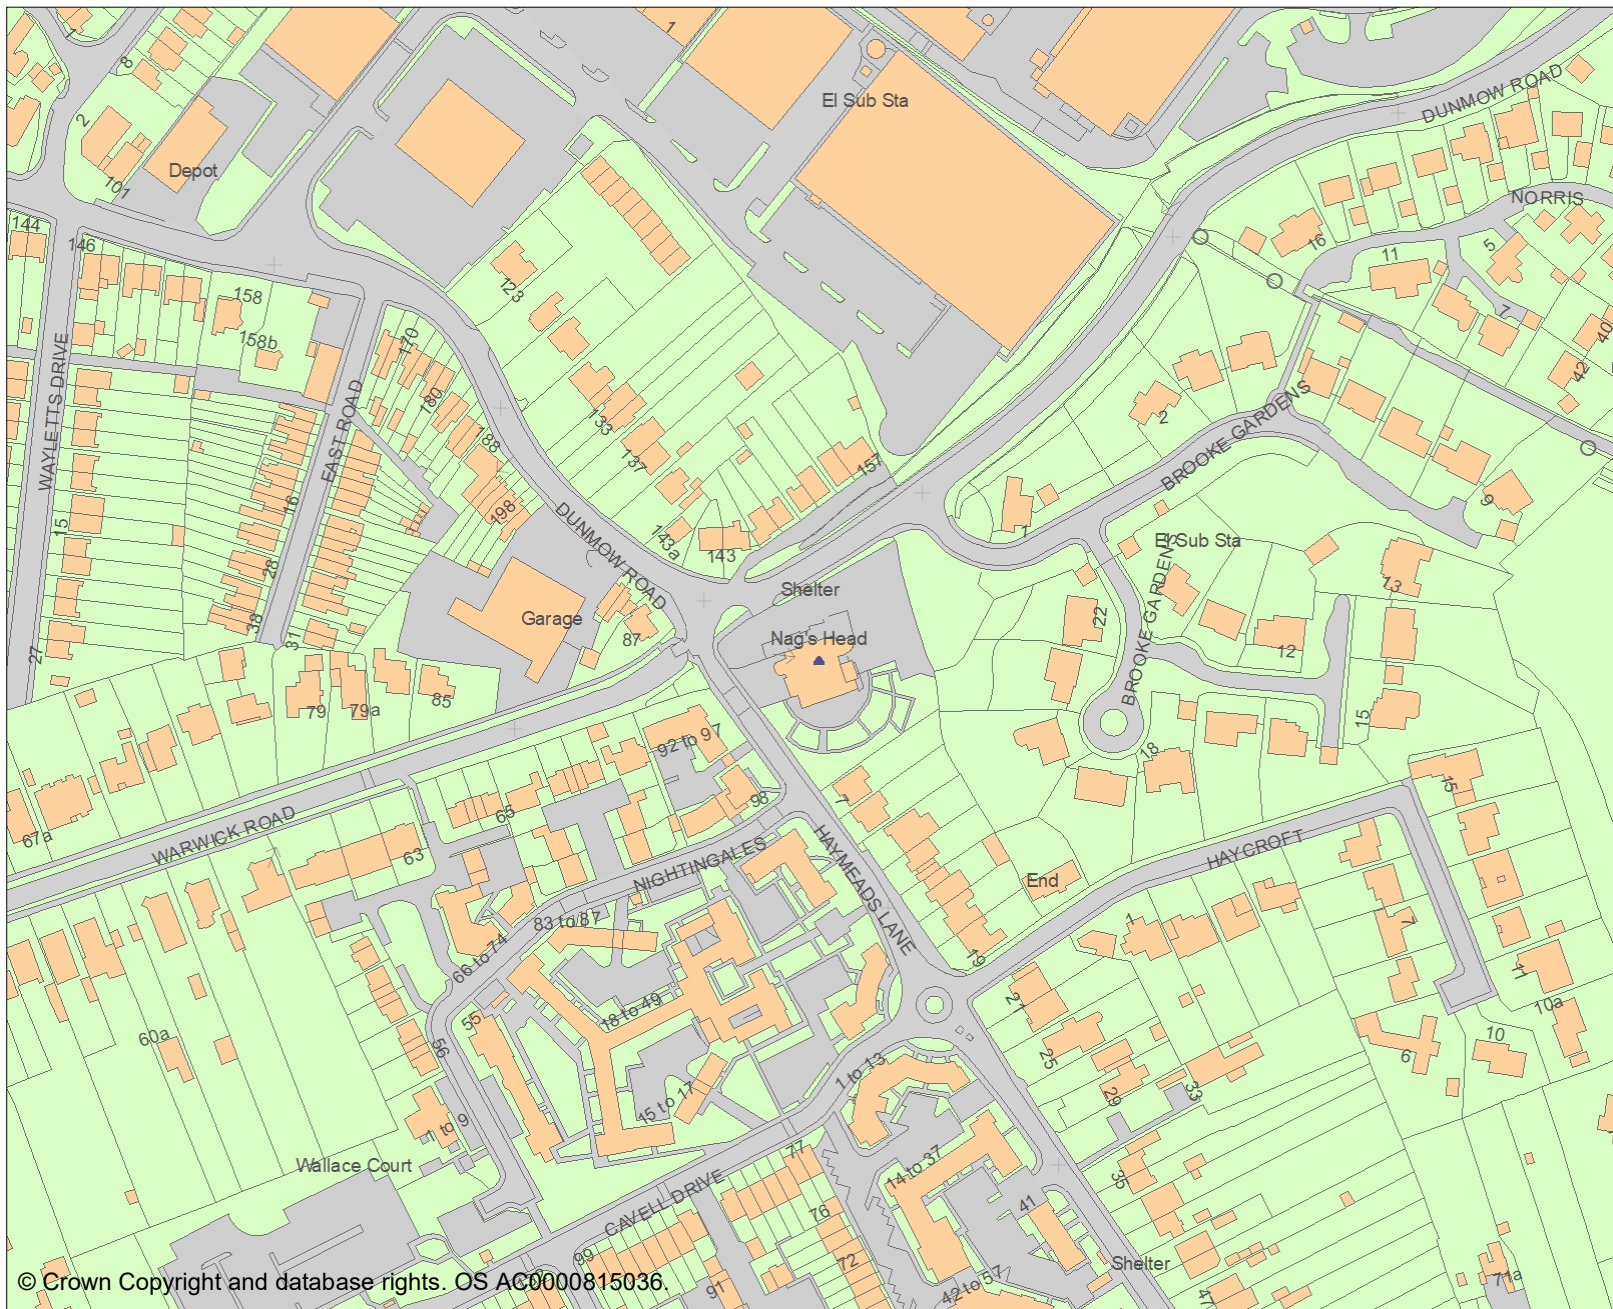 1
8
1
El Sub Sta
DUNMOW ROAD
2
Depot
101
NORRIS
144
146
16
11
5
123
158
7
158b
170
40
42
WAYLETTS DRIVE
180
133
2
BROOKE GARDENS
EAST ROAD
188
137
157
16
198
9
15
DUNMOW ROAD
143a
143
1
El Sub Sta
28
Shelter
13
38
Garage
Nag's Head
22
BROOKE GARDENS
31
87
12
27
79
79a
85
15
92 to 97
18
98
7
15
67a
WARWICK ROAD
65
63
NIGHTINGALES
HAYMEADS LANE
HAYCROFT
End
83 to 87
1
7
66 to 74
19
11
21
10a
18 to 49
55
60a
56
25
10
6
1 to 13
29
33
15 to 17
1 to 9
Wallace Court
77
14 to 37
35
CAVELL DRIVE
76
41
99
72
Shelter
91
42 to 57
47
71a
© Crown Copyright and database rights. OS AC0000815036.